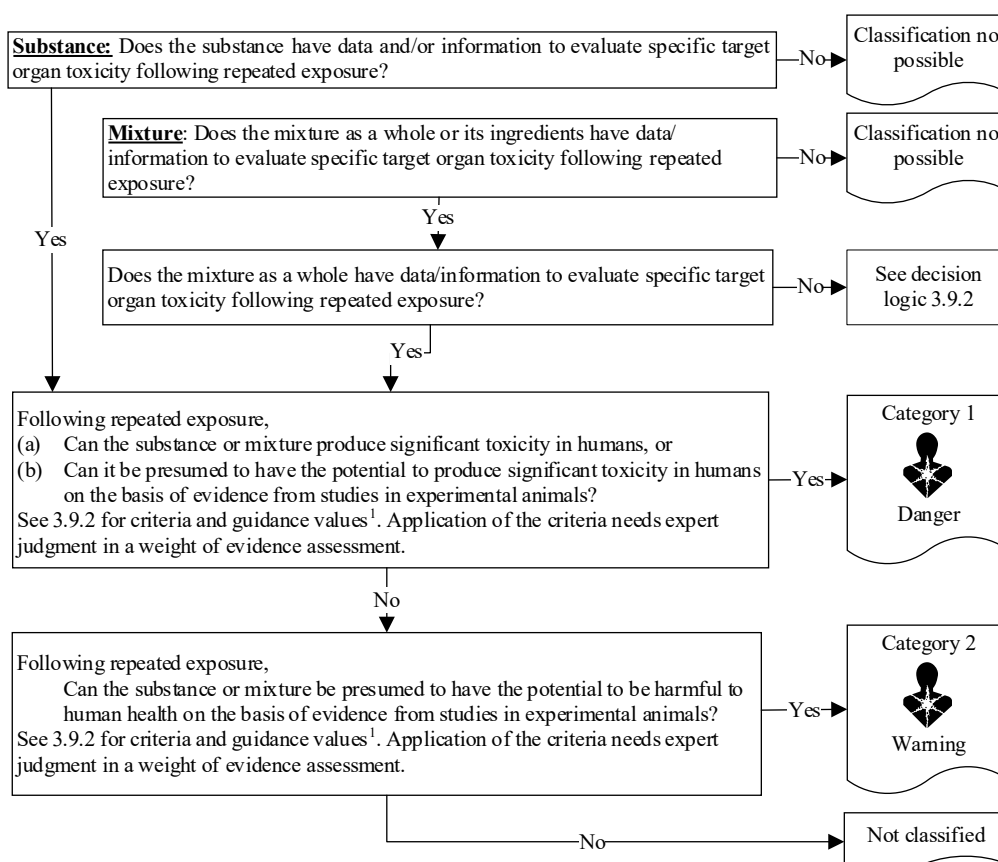 Substance: Does the substance have data and/or information to evaluate specific target
organ toxicity following repeated exposure?
No
Classification no
possible
Mixture: Does the mixture as a whole or its ingredients have data/
information to evaluate specific target organ toxicity following repeated
exposure?
No
Classification no
possible
Yes
Yes
Does the mixture as a whole have data/information to evaluate specific target
organ toxicity following repeated exposure?
No
See decision
logic 3.9.2
Yes
Following repeated exposure,
(a) Can the substance or mixture produce significant toxicity in humans, or
(b) Can it be presumed to have the potential to produce significant toxicity in humans
on the basis of evidence from studies in experimental animals?
See 3.9.2 for criteria and guidance values¹. Application of the criteria needs expert
judgment in a weight of evidence assessment.
Yes
Category 1
Danger
No
Following repeated exposure,
Can the substance or mixture be presumed to have the potential to be harmful to
human health on the basis of evidence from studies in experimental animals?
See 3.9.2 for criteria and guidance values¹. Application of the criteria needs expert
judgment in a weight of evidence assessment.
Yes
Category 2
Warning
No
Not classified